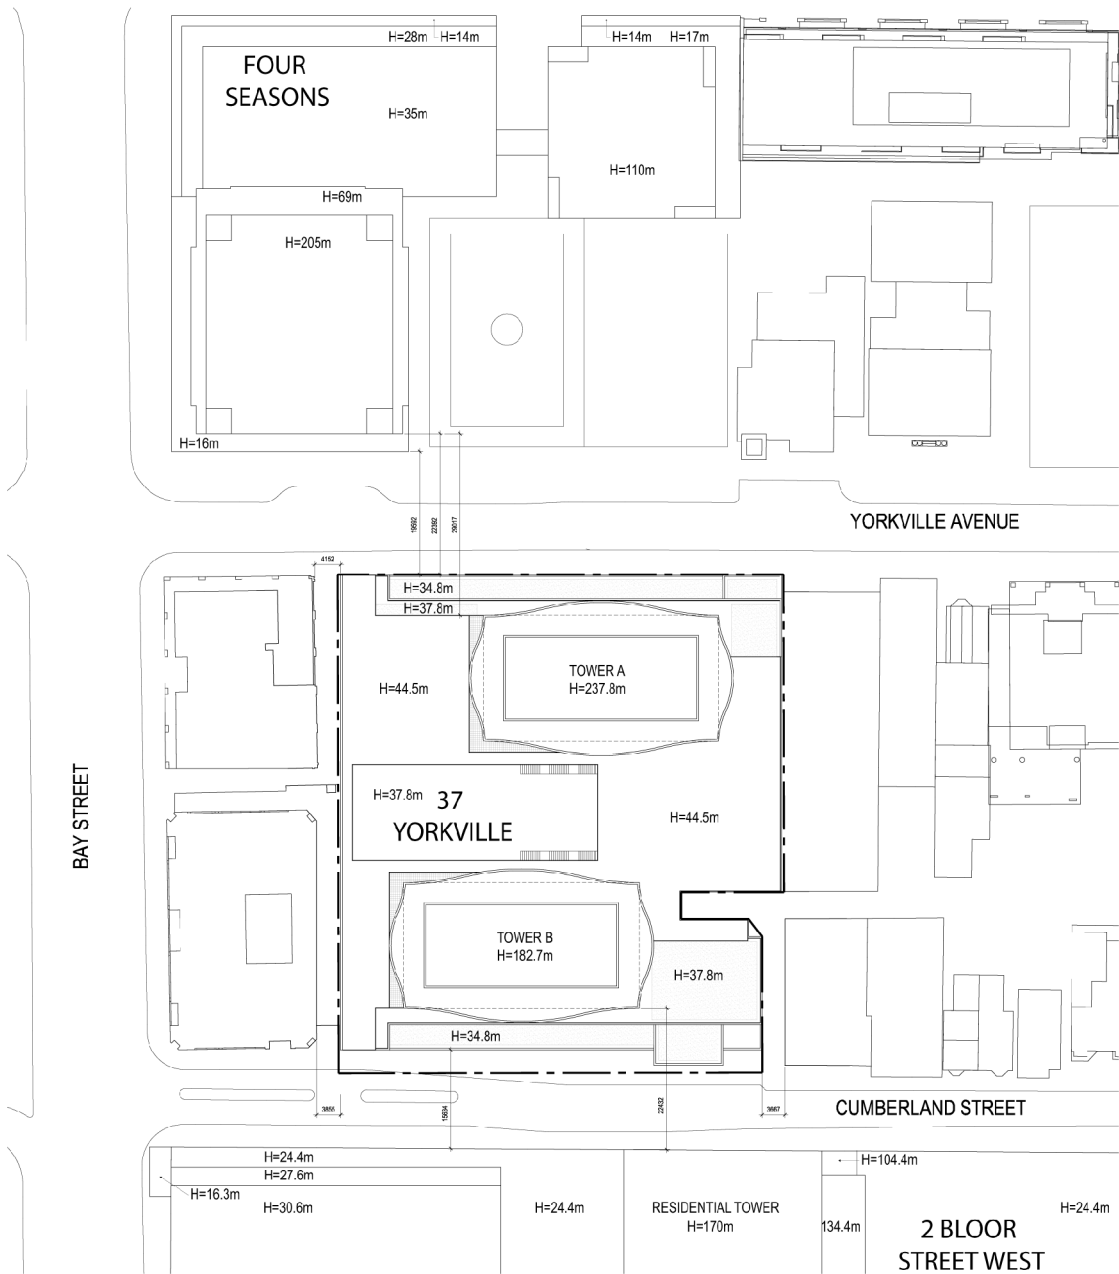 H=28m
H=14m
H=14m
H=17m
FOUR
SEASONS
H=35m
H=110m
H=69m
H=205m
H=16m
YORKVILLE AVENUE
4152
H=34.8m
H=37.8m
TOWER A
H=237.8m
H=44.5m
BAY STREET
H=37.8m
37
YORKVILLE
H=44.5m
TOWER B
H=182.7m
H=37.8m
H=34.8m
3855
15634
22432
3667
CUMBERLAND STREET
H=24.4m
H=27.6m
H=16.3m
H=30.6m
H=24.4m
RESIDENTIAL TOWER
H=170m
H=104.4m
134.4m
H=24.4m
2 BLOOR
STREET WEST